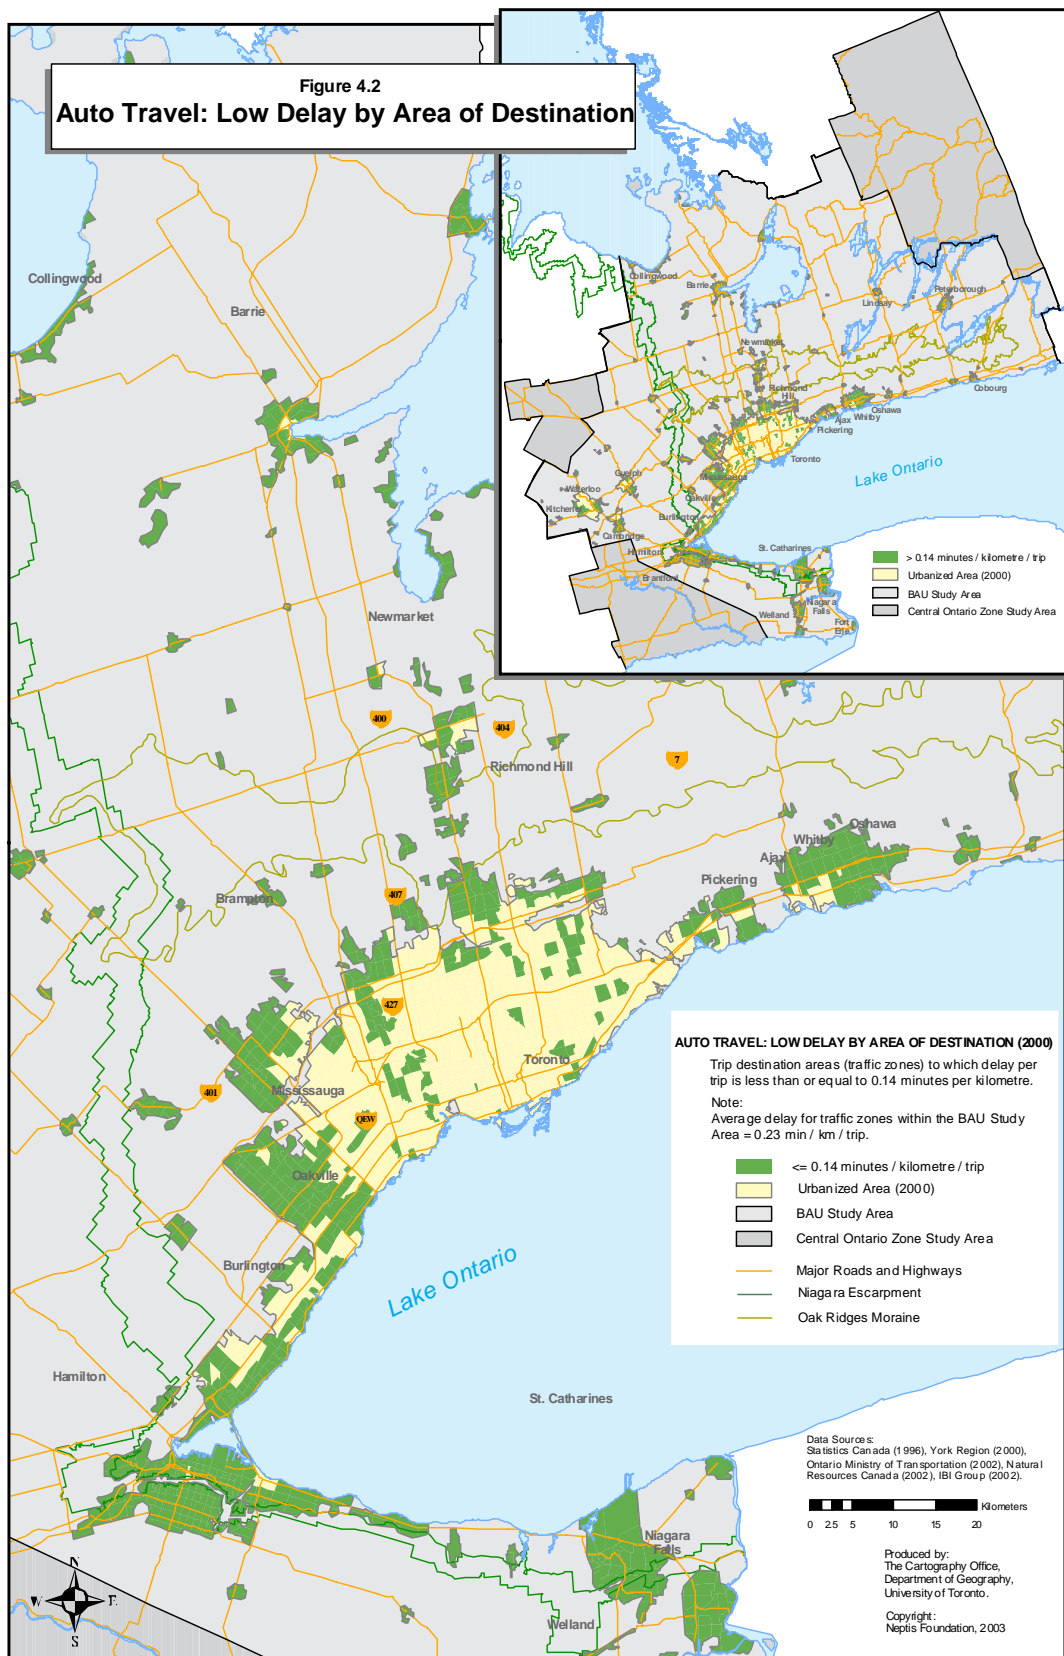 Figure 4.2
Auto Travel: Low Delay by Area of Destination
Collingwood
Barrie
Newmarket
400
404
7
Richmond Hill
Oshawa
Whitby
Ajax
Pickering
Brampton
407
427
Toronto
Mississauga
401
QEW
Oakville
Burlington
Lake Ontario
Hamilton
St. Catharines
Niagara
Falls
Welland
N
W
E
S
Collingwood
Barrie
Lindsay
Peterborough
Newmarket
Richmond
Hill
Cobourg
Oshawa
Whitby
Ajax
Pickering
Toronto
Mississauga
Lake Ontario
Guelph
Waterloo
Kitchener
Oakville
Burlington
Cambridge
Hamilton
St. Catharines
Brantford
Welland
Niagara
Falls
Fort
Erie
> 0.14 minutes / kilometre / trip
Urbanized Area (2000)
BAU Study Area
Central Ontario Zone Study Area
AUTO TRAVEL: LOW DELAY BY AREA OF DESTINATION (2000)
Trip destination areas (traffic zones) to which delay per
trip is less than or equal to 0.14 minutes per kilometre.
Note:
Average delay for traffic zones within the BAU Study
Area = 0.23 min / km / trip.
<= 0.14 minutes / kilometre / trip
Urbanized Area (2000)
BAU Study Area
Central Ontario Zone Study Area
Major Roads and Highways
Niagara Escarpment
Oak Ridges Moraine
Data Sources:
Statistics Canada (1996), York Region (2000),
Ontario Ministry of Transportation (2002), Natural
Resources Canada (2002), IBI Group (2002).
Kilometers
0 2.5 5 10 15 20
Produced by:
The Cartography Office,
Department of Geography,
University of Toronto.
Copyright:
Neptis Foundation, 2003